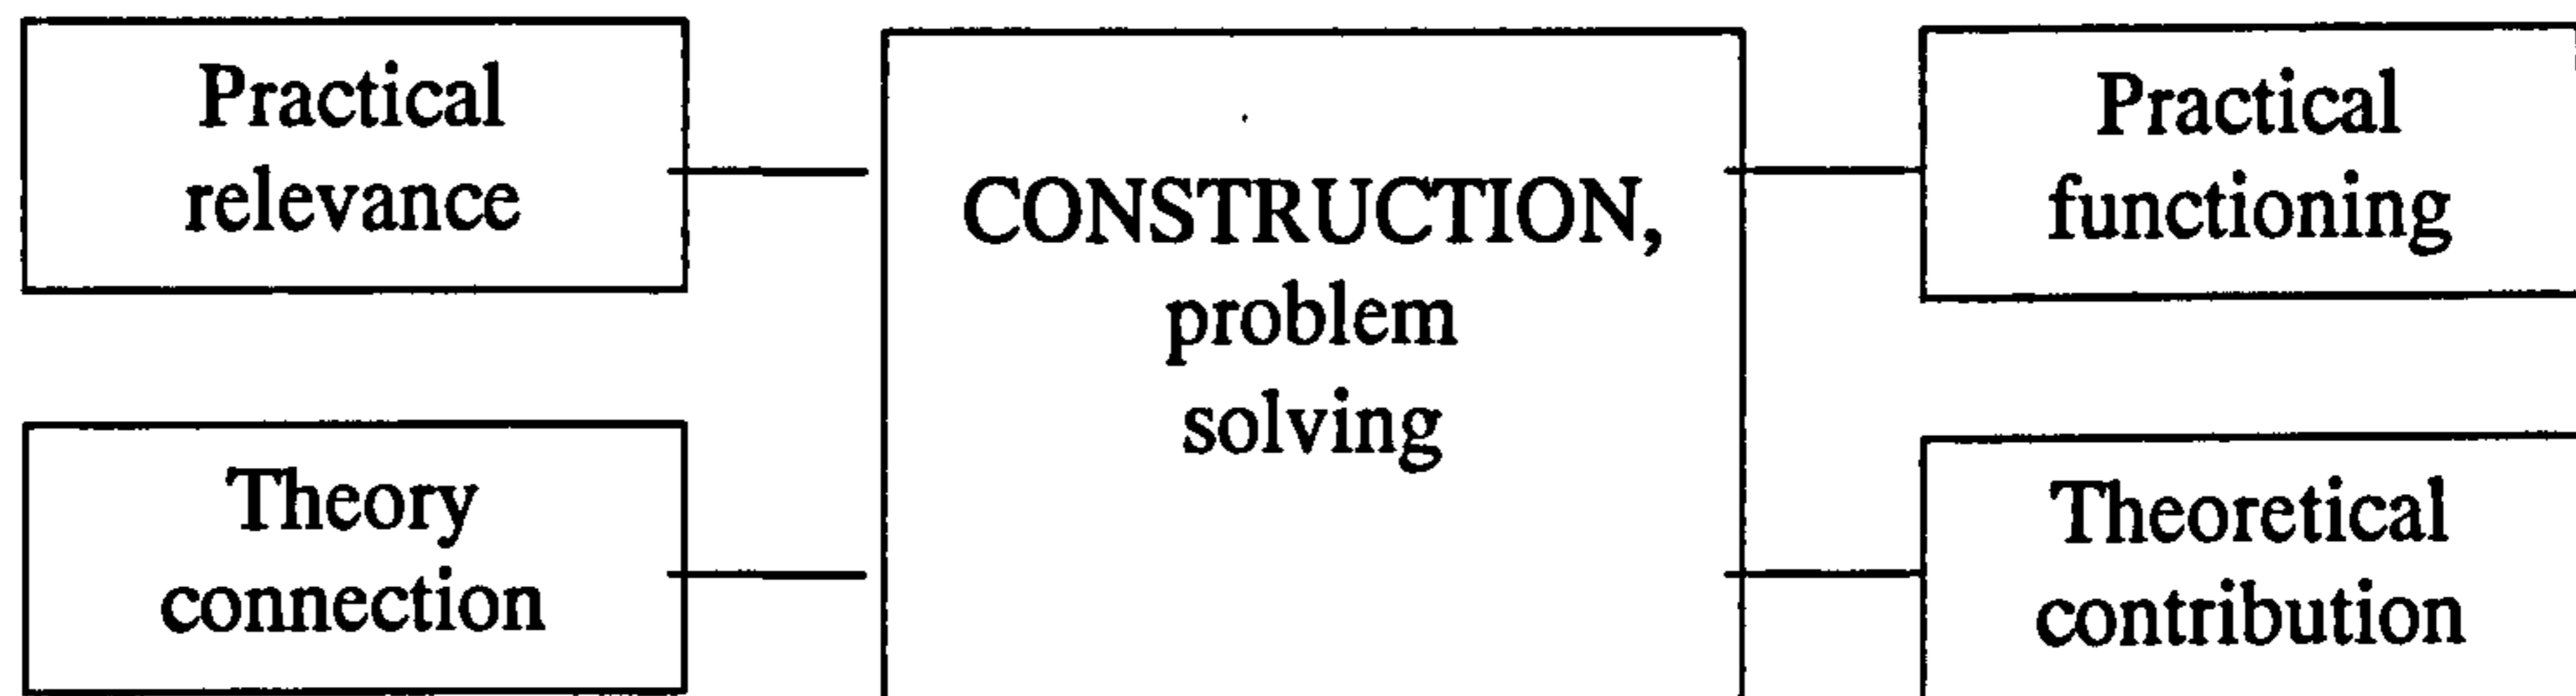 Practical
relevance
Theory
connection
CONSTRUCTION,
problem
solving
Practical
functioning
Theoretical
contribution